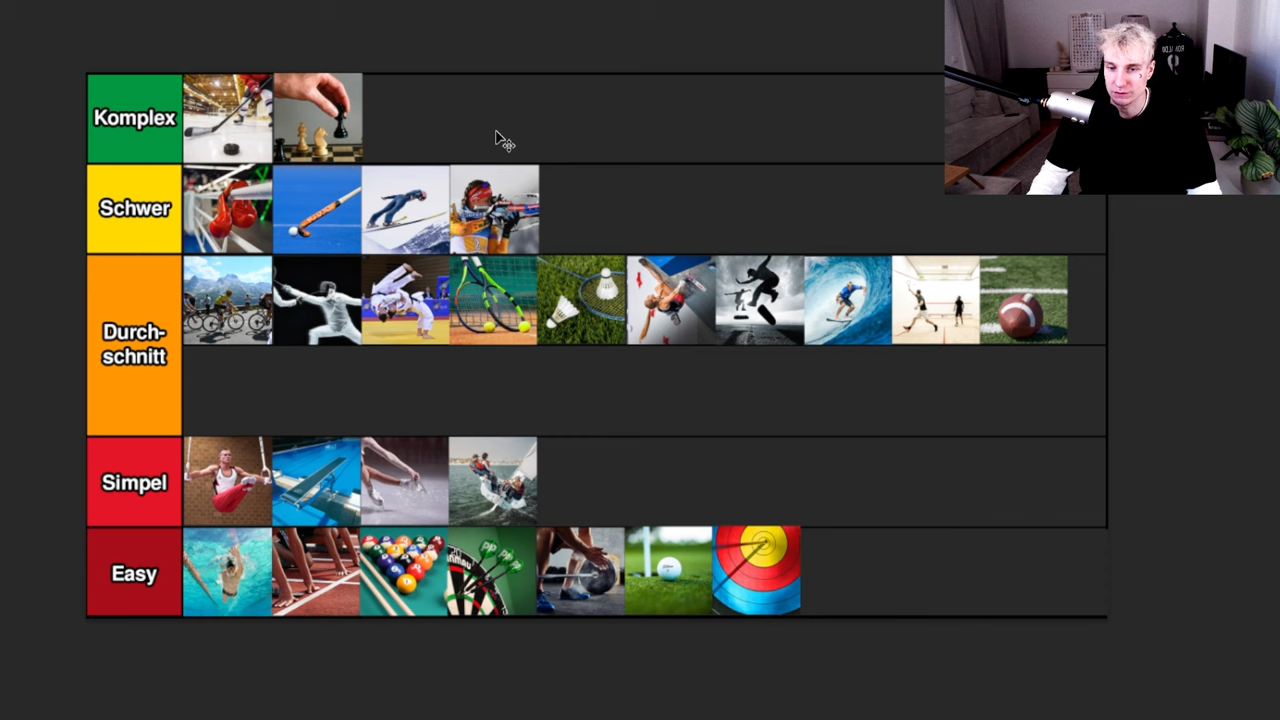 Komplex
Schwer
Durch-
schnitt
Simpel
Easy